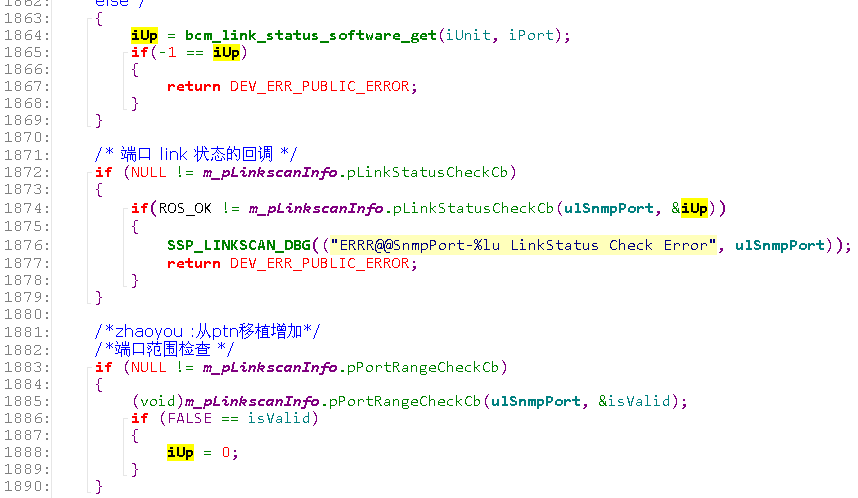 1862: else */
1863: {
1864: iUp = bcm_link_status_software_get(iUnit, iPort);
1865: if(-1 == iUp)
1866: {
1867: return DEV_ERR_PUBLIC_ERROR;
1868: }
1869: }
1870:
1871: /* 端口 link 状态的回调 */
1872: if (NULL != m_pLinkscanInfo.pLinkStatusCheckCb)
1873: {
1874: if(ROS_OK != m_pLinkscanInfo.pLinkStatusCheckCb(ulSnmpPort, &iUp))
1875: {
1876: SSP_LINKSCAN_DBG(("ERRR@@SnmpPort-%lu LinkStatus Check Error", ulSnmpPort));
1877: return DEV_ERR_PUBLIC_ERROR;
1878: }
1879: }
1880:
1881: /*zhaoyou :从ptn移植增加*/
1882: /*端口范围检查 */
1883: if (NULL != m_pLinkscanInfo.pPortRangeCheckCb)
1884: {
1885: (void)m_pLinkscanInfo.pPortRangeCheckCb(ulSnmpPort, &isValid);
1886: if (FALSE == isValid)
1887: {
1888: iUp = 0;
1889: }
1890: }